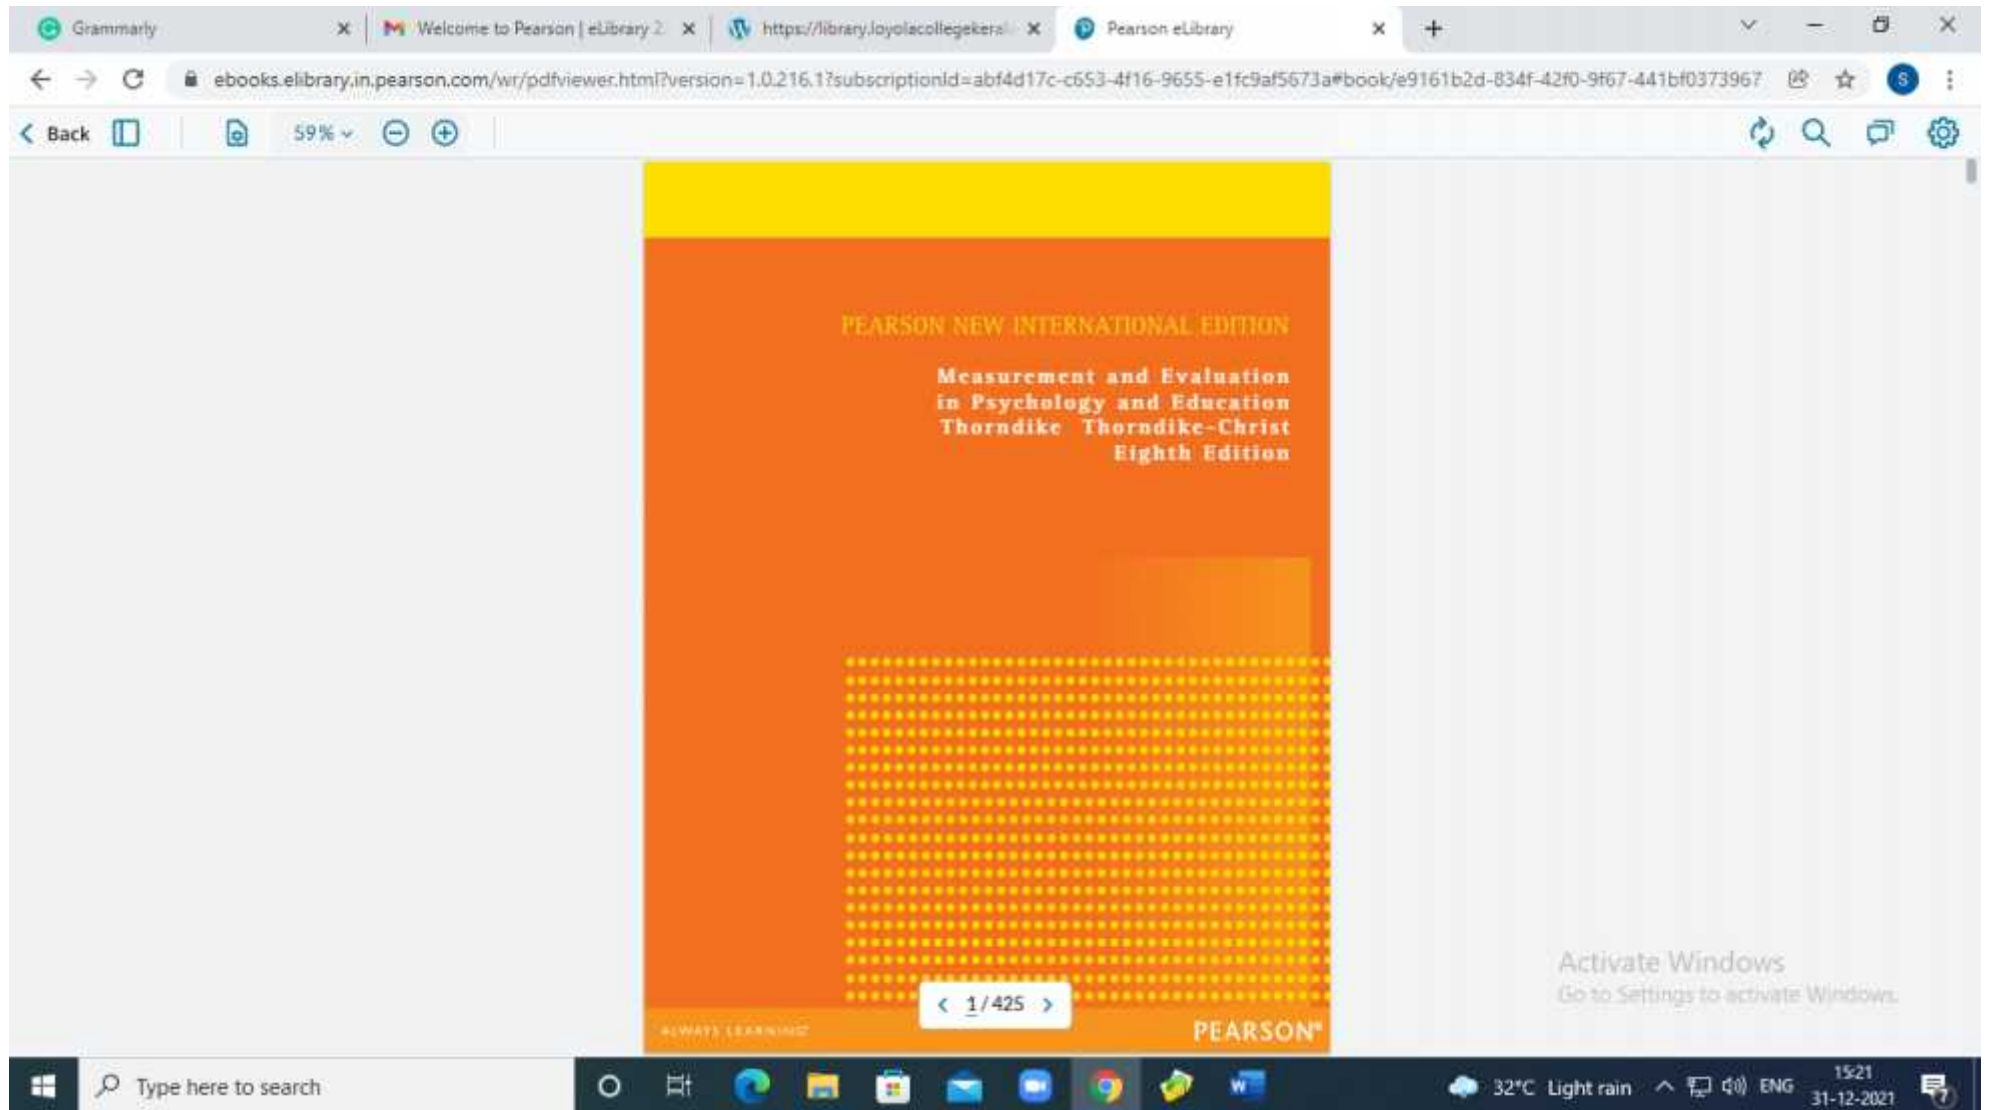 Grammarly
Welcome to Pearson | eLibrary 2
https://library.loyolacollegekeral
Pearson eLibrary
ebooks.elibrary.in.pearson.com/wr/pdfviewer.html?version=1.0.216.1?subscriptionId=abf4d17c-c653-4f16-9655-e1fc9af5673a#book/e9161b2d-834f-42f0-9f67-441bf0373967
S
Back
59%
PEARSON NEW INTERNATIONAL EDITION
Measurement and Evaluation
in Psychology and Education
Thorndike Thorndike-Christ
Eighth Edition
Activate Windows
Go to Settings to activate Windows.
1 / 425
ALWAYS LEARNING
PEARSON
Type here to search
W
32°C Light rain
ENG
15:21
31-12-2021
7